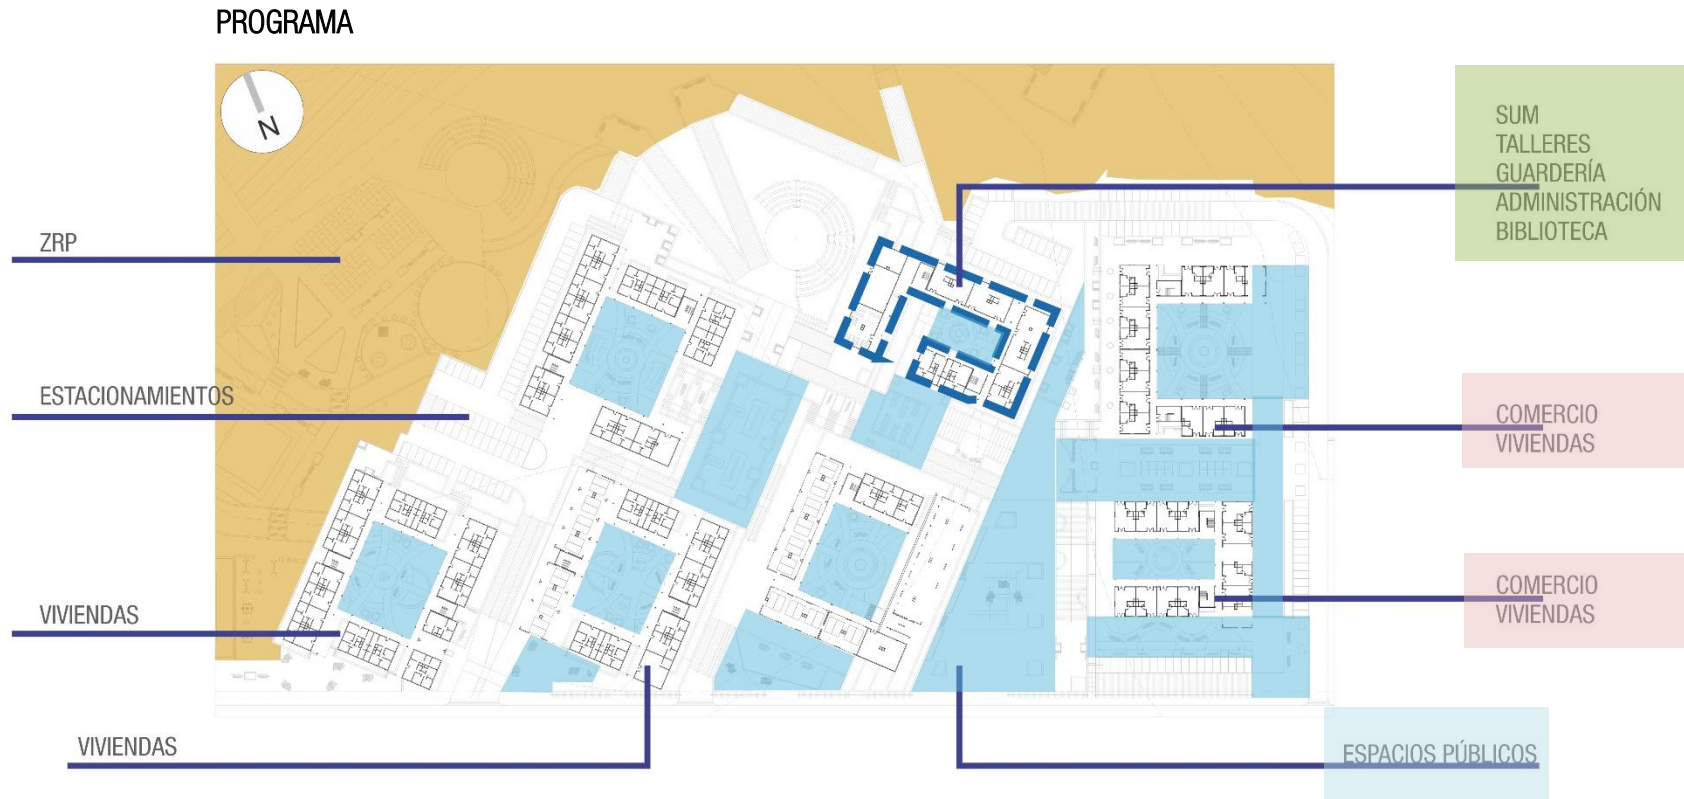 PROGRAMA
N
SUM
TALLERES
GUARDERÍA
ADMINISTRACIÓN
BIBLIOTECA
ZRP
ESTACIONAMIENTOS
COMERCIO
VIVIENDAS
COMERCIO
VIVIENDAS
VIVIENDAS
VIVIENDAS
ESPACIOS PÚBLICOS